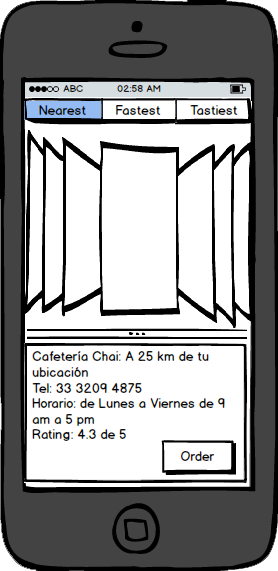 ABC 02:58 AM
Nearest Fastest Tastiest
Cafetería Chai: A 25 km de tu
ubicación
Tel: 33 3209 4875
Horario: de Lunes a Viernes de 9
am a 5 pm
Rating: 4.3 de 5
Order